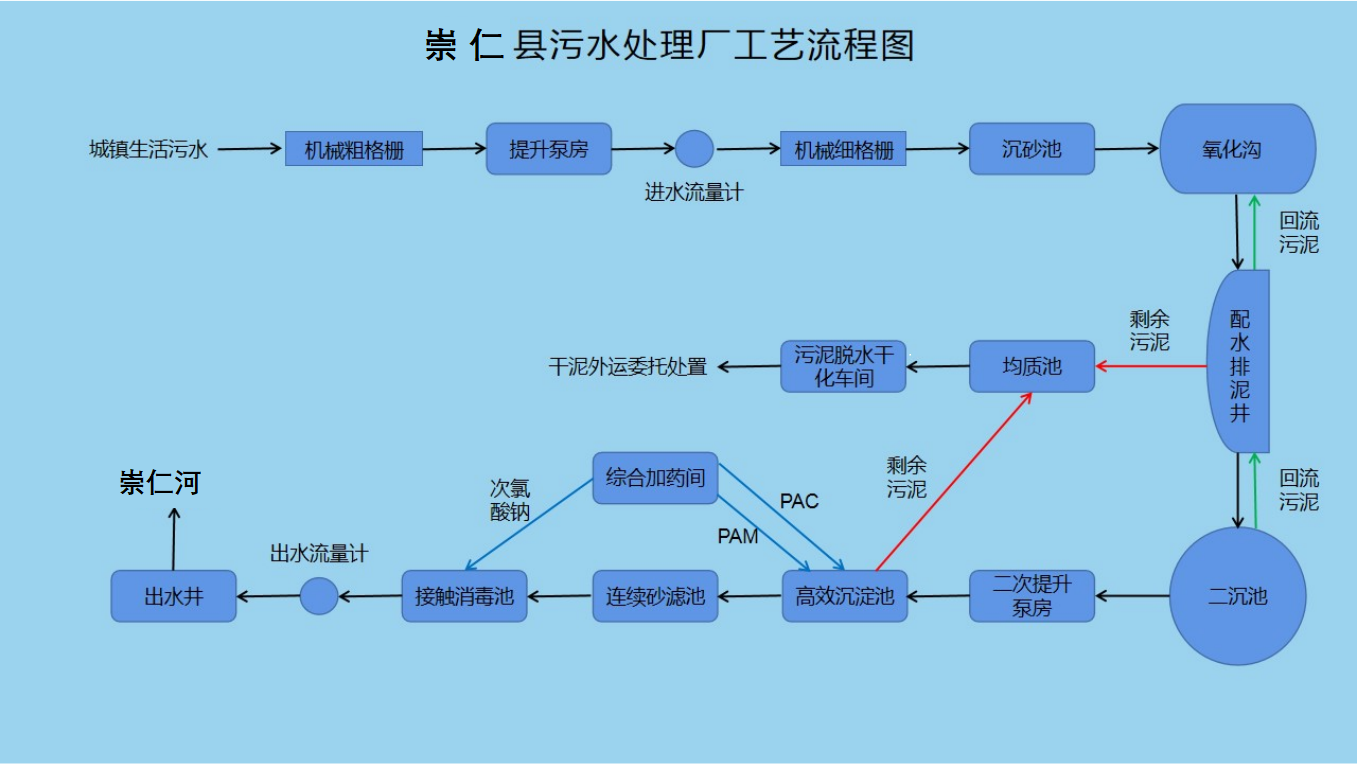 崇仁县污水处理厂工艺流程图
城镇生活污水
机械粗格栅
提升泵房
进水流量计
机械细格栅
沉砂池
氧化沟
回流
污泥
配
水
排
泥
井
剩余
污泥
均质池
污泥脱水干
化车间
干泥外运委托处置
回流
污泥
二沉池
二次提升
泵房
高效沉淀池
剩余
污泥
综合加药间
PAC
PAM
次氯
酸钠
连续砂滤池
接触消毒池
出水流量计
出水井
崇仁河